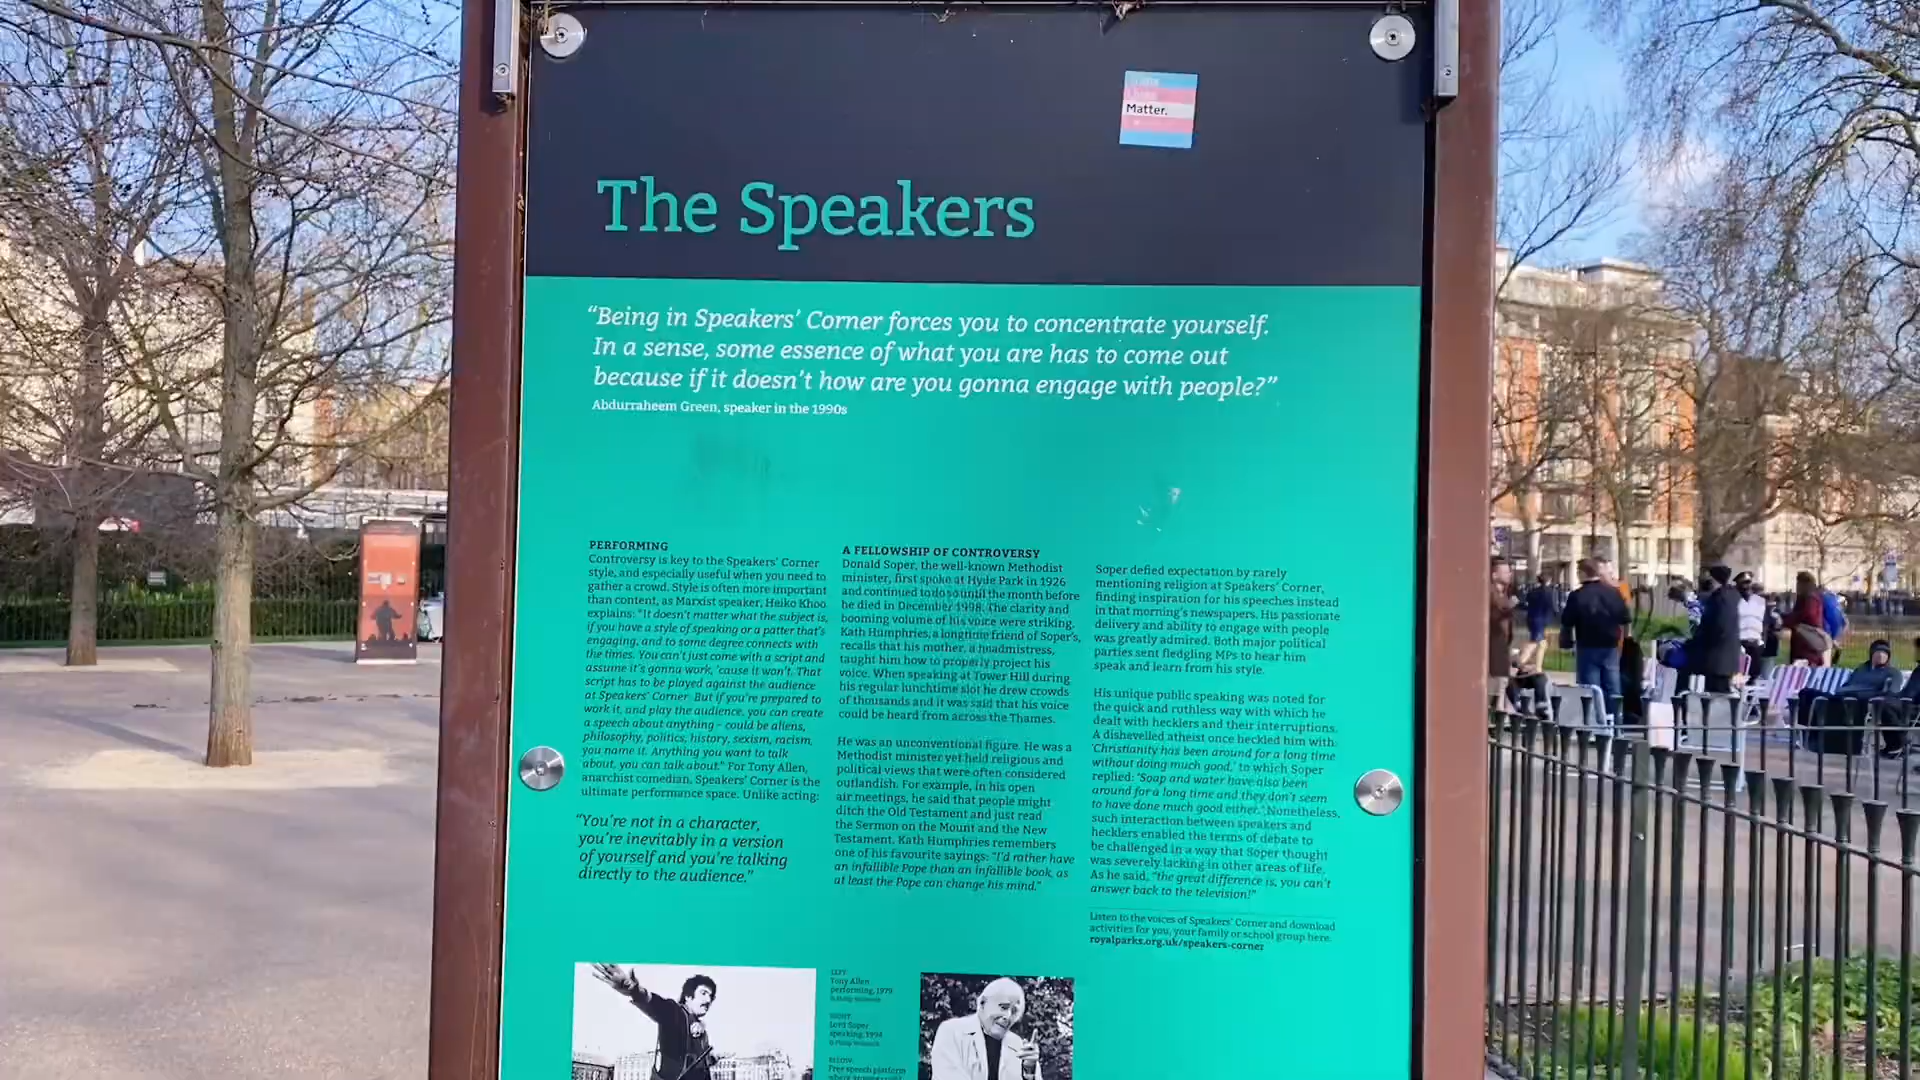 Matter.
The Speakers
“Being in Speakers’ Corner forces you to concentrate yourself.
In a sense, some essence of what you are has to come out
because if it doesn’t how are you gonna engage with people?”
Abdurraheem Green, speaker in the 1990s
PERFORMING
Controversy is key to the Speakers’ Corner
style, and especially useful when you need to
gather a crowd. Style is often more important
than content, as Marxist speaker, Heiko Khoo
explains: “It doesn’t matter what the subject is,
if you have a style of speaking or a patter that’s
engaging, and to some degree connects with
the times. You can’t just come with a script and
assume it’s gonna work, ’cause it won’t. That
script has to be played against the audience
at Speakers’ Corner. But if you’re prepared to
work it, and play the audience, you can create
a speech about anything – could be aliens,
philosophy, politics, history, sexism, racism,
you name it. Anything you want to talk
about, you can talk about.” For Tony Allen,
anarchist comedian, Speakers’ Corner is the
ultimate performance space. Unlike acting:
“You’re not in a character,
you’re inevitably in a version
of yourself and you’re talking
directly to the audience.”
A FELLOWSHIP OF CONTROVERSY
Donald Soper, the well-known Methodist
minister, first spoke at Hyde Park in 1926
and continued to do so until the month before
he died in December 1998. The clarity and
booming volume of his voice were striking.
Kath Humphries, a longtime friend of Soper’s,
recalls that his mother, a headmistress,
taught him how to properly project his
voice. When speaking at Tower Hill during
his regular lunchtime slot he drew crowds
of thousands and it was said that his voice
could be heard from across the Thames.
He was an unconventional figure. He was a
Methodist minister yet held religious and
political views that were often considered
outlandish. For example, in his open
air meetings, he said that people might
ditch the Old Testament and just read
the Sermon on the Mount and the New
Testament. Kath Humphries remembers
one of his favourite sayings: “I’d rather have
an infallible Pope than an infallible book, as
at least the Pope can change his mind.”
Soper defied expectation by rarely
mentioning religion at Speakers’ Corner,
finding inspiration for his speeches instead
in that morning’s newspapers. His passionate
delivery and ability to engage with people
was greatly admired. Both major political
parties sent fledgling MPs to hear him
speak and learn from his style.
His unique public speaking was noted for
the quick and ruthless way with which he
dealt with hecklers and their interruptions.
A dishevelled atheist once heckled him with:
‘Christianity has been around for a long time
without doing much good,’ to which Soper
replied: “Soap and water have also been
around for a long time and they don’t seem
to have done much good either.” Nonetheless,
such interaction between speakers and
hecklers enabled the terms of debate to
be challenged in a way that Soper thought
was severely lacking in other areas of life.
As he said, “the great difference is, you can’t
answer back to the television!”
Listen to the voices of Speakers’ Corner and download
activities for you, your family or school group here.
royalparks.org.uk/speakers-corner
LEFT
Tony Allen
performing, 1979
RIGHT
Lord Soper
speaking, 1994
BELOW
Free speech platform